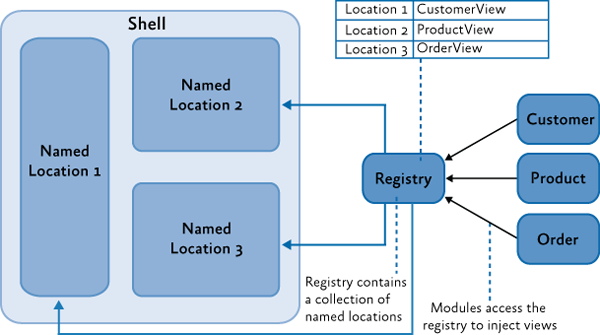 Shell
Named
Location 1
Named
Location 2
Named
Location 3
Location 1 CustomerView
Location 2 ProductView
Location 3 OrderView
Registry
Customer
Product
Order
Registry contains
a collection of
named locations
Modules access the
registry to inject views